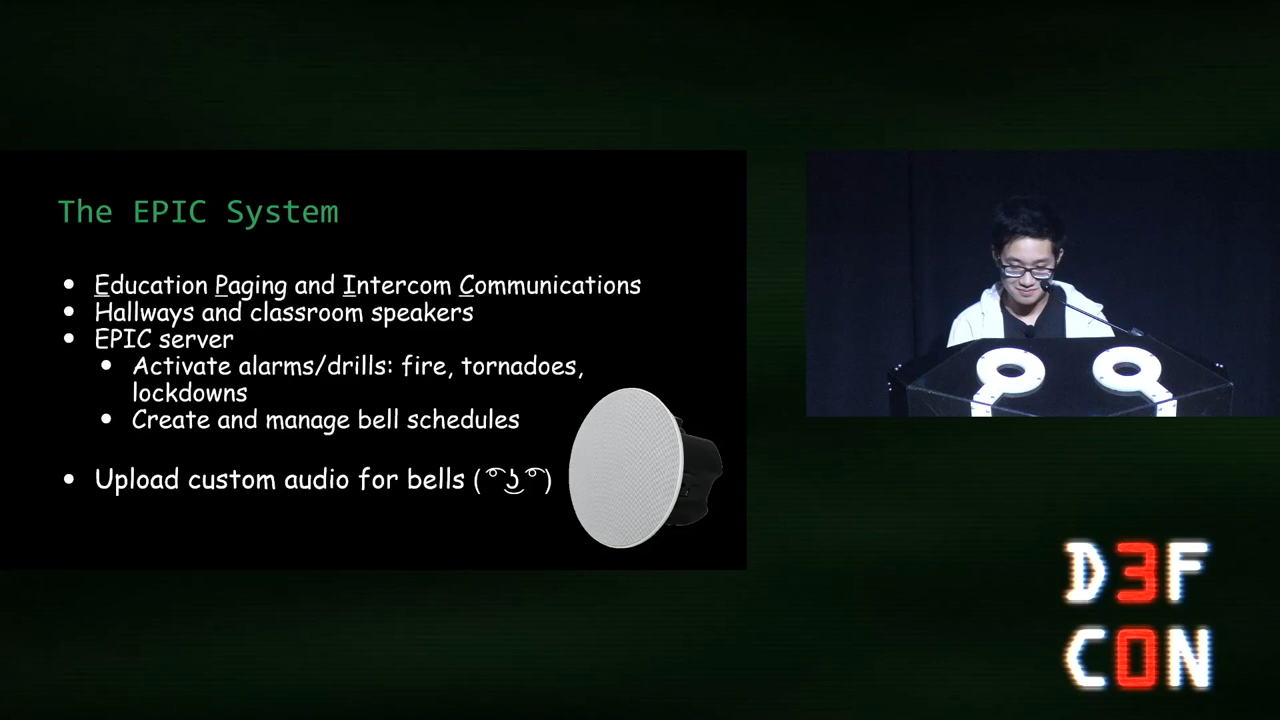 The EPIC System
• Education Paging and Intercom Communications
• Hallways and classroom speakers
• EPIC server
• Activate alarms/drills: fire, tornadoes,
lockdowns
• Create and manage bell schedules
• Upload custom audio for bells ( ͡° ͜ʖ ͡°)
D3F
C0N